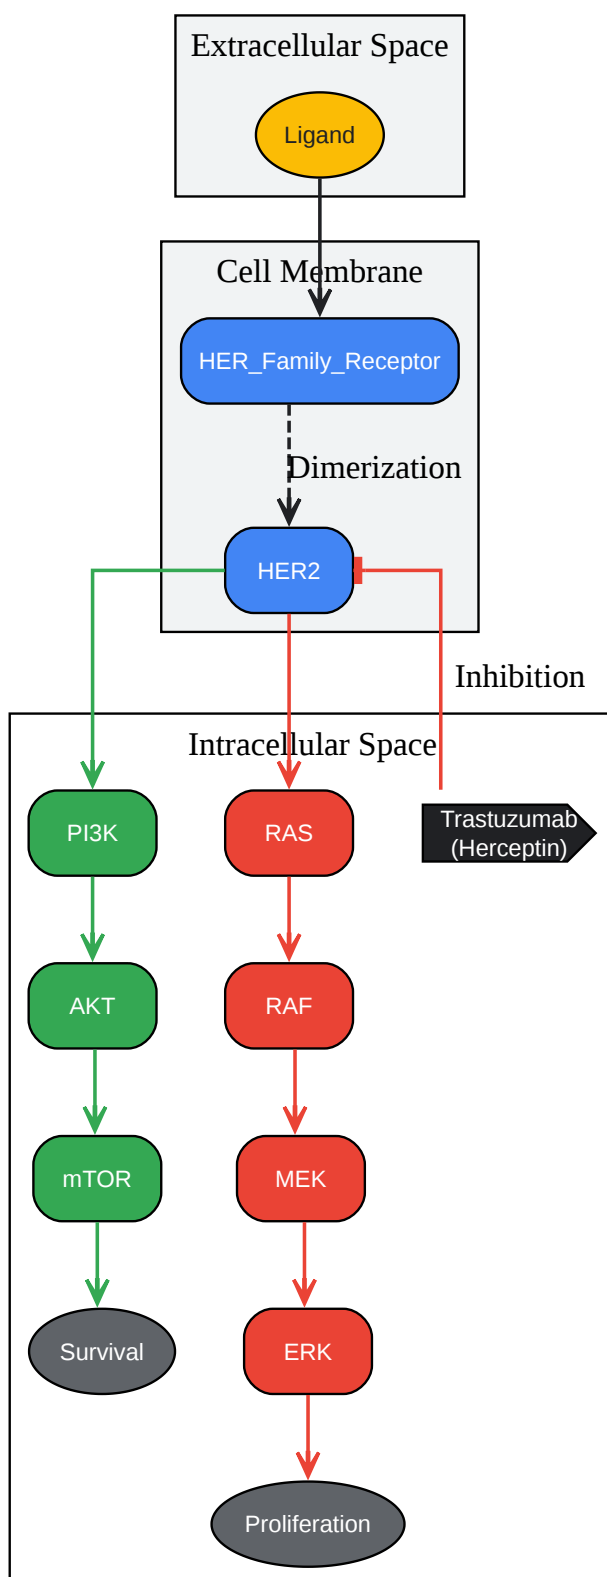 Extracellular Space
Ligand
Cell Membrane
HER_Family_Receptor
Dimerization
HER2
Inhibition
Intracellular Space
PI3K
RAS
Trastuzumab
(Herceptin)
AKT
RAF
mTOR
MEK
Survival
ERK
Proliferation